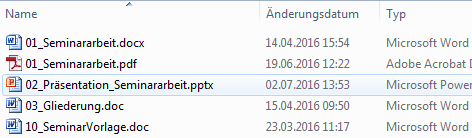 Name Änderungsdatum Typ
01_Seminararbeit.docx 14.04.2016 15:54 Microsoft Word
01_Seminararbeit.pdf 19.06.2016 12:22 Adobe Acrobat D
02_Präsentation_Seminararbeit.pptx 02.07.2016 13:53 Microsoft Power
03_Gliederung.doc 15.04.2016 09:50 Microsoft Word
10_SeminarVorlage.doc 23.03.2016 11:17 Microsoft Word